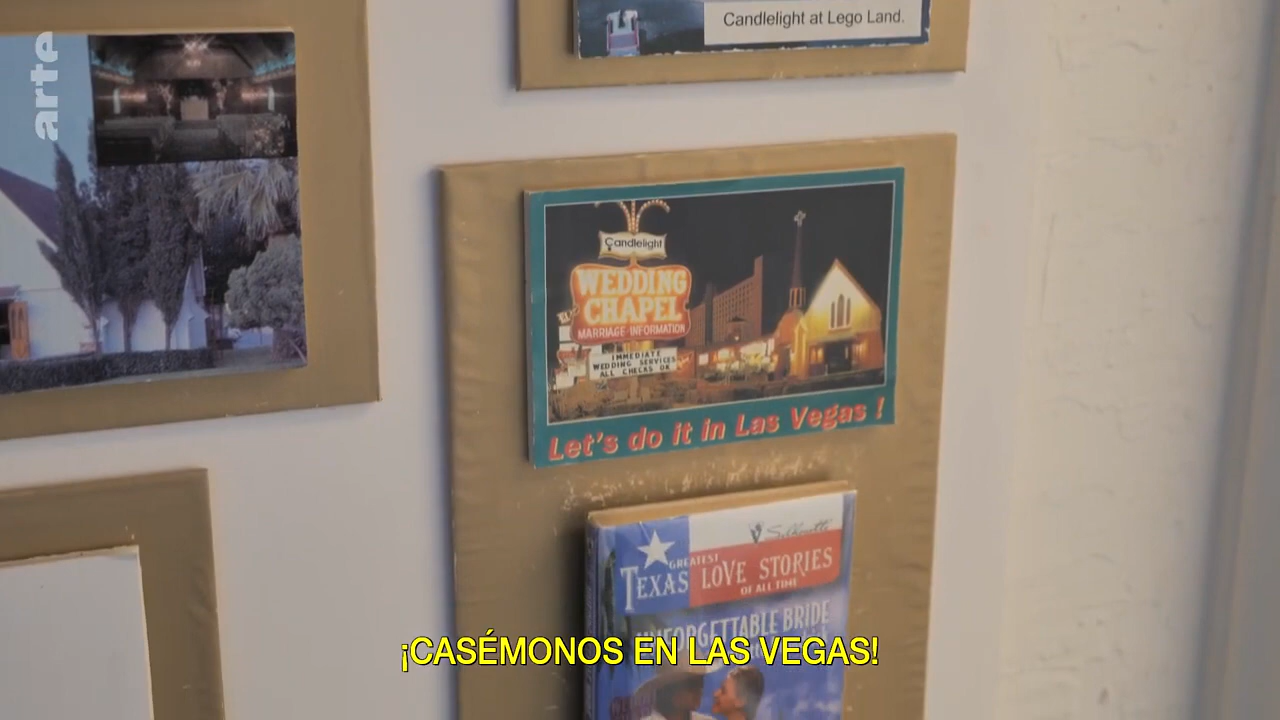 arte
Candlelight at Lego Land.
Candlelight
WEDDING
CHAPEL
MARRIAGE INFORMATION
IMMEDIATE
WEDDING SERVICES
ALL CHECKS OK
Let's do it in Las Vegas !
Silhouette
GREATEST
TEXAS LOVE STORIES
OF ALL TIME
UNFORGETTABLE BRIDE
¡CASÉMONOS EN LAS VEGAS!